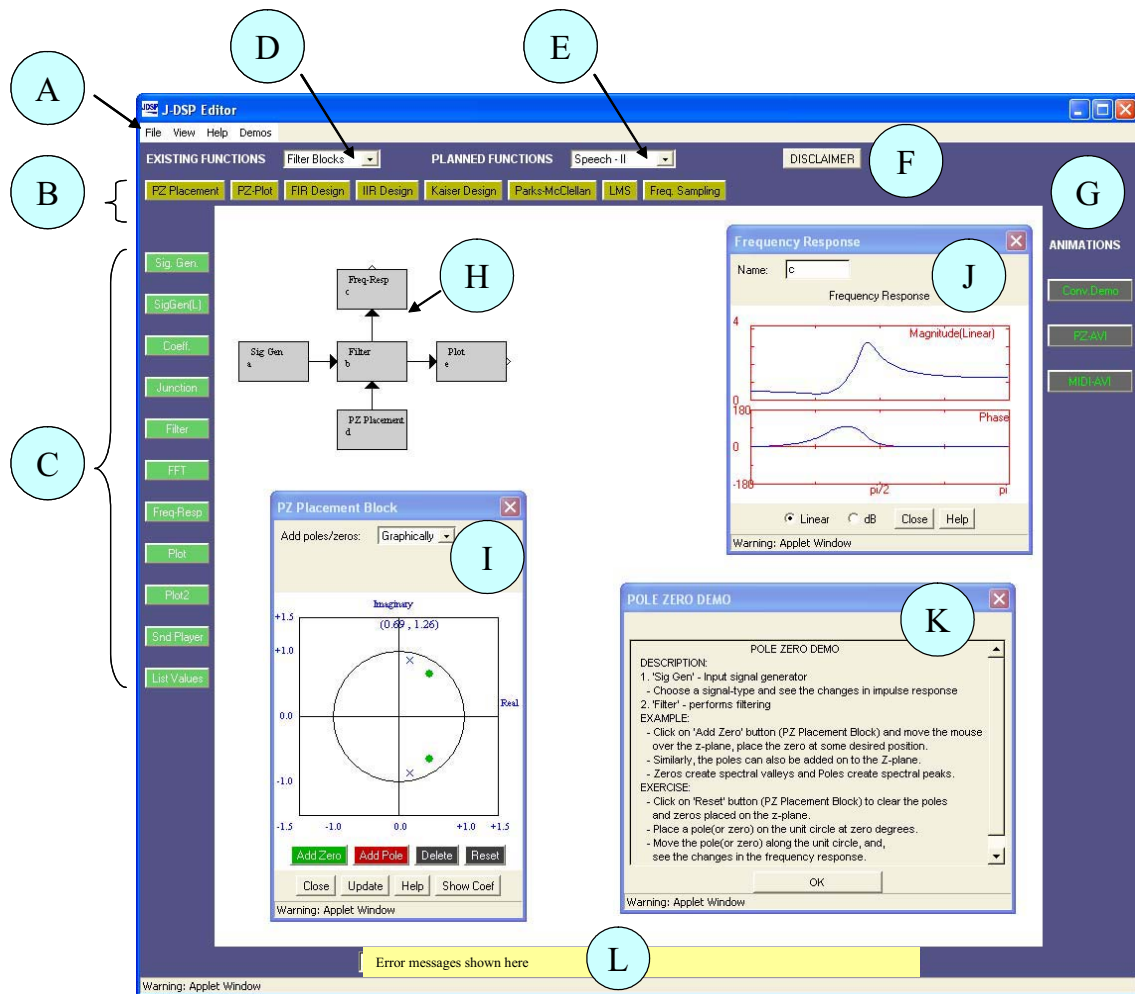 D
E
A
JDSP J-DSP Editor
File View Help Demos
EXISTING FUNCTIONS Filter Blocks PLANNED FUNCTIONS Speech - II DISCLAIMER
F
B
PZ Placement PZ-Plot FIR Design IIR Design Kaiser Design Parks-McClellan LMS Freq. Sampling
G
ANIMATIONS
Conv.Demo
PZ-AVI
MIDI-AVI
C
Sig. Gen.
SigGen(L)
Coeff.
Junction
Filter
FFT
Freq-Resp
Plot
Plot2
Snd Player
List Values
H
Freq-Resp
c
Sig Gen
a
Filter
b
Plot
e
PZ Placement
d
Frequency Response
Name: c
J
Frequency Response
4
Magnitude(Linear)
0
180
Phase
0
-180
pi/2
pi
Linear dB Close Help
Warning: Applet Window
PZ Placement Block
Add poles/zeros: Graphically
I
Imaginary
+1.5
(0.69 , 1.26)
+1.0
Real
0.0
-1.0
-1.5 -1.0 0.0 +1.0 +1.5
Add Zero Add Pole Delete Reset
Close Update Help Show Coef
Warning: Applet Window
POLE ZERO DEMO
K
POLE ZERO DEMO
DESCRIPTION:
1. 'Sig Gen' - Input signal generator
- Choose a signal-type and see the changes in impulse response
2. 'Filter' - performs filtering
EXAMPLE:
- Click on 'Add Zero' button (PZ Placement Block) and move the mouse
over the z-plane, place the zero at some desired position.
- Similarly, the poles can also be added on to the Z-plane.
- Zeros create spectral valleys and Poles create spectral peaks.
EXERCISE:
- Click on 'Reset' button (PZ Placement Block) to clear the poles
and zeros placed on the z-plane.
- Place a pole(or zero) on the unit circle at zero degrees.
- Move the pole(or zero) along the unit circle, and,
see the changes in the frequency response.
OK
Warning: Applet Window
Error messages shown here
L
Warning: Applet Window